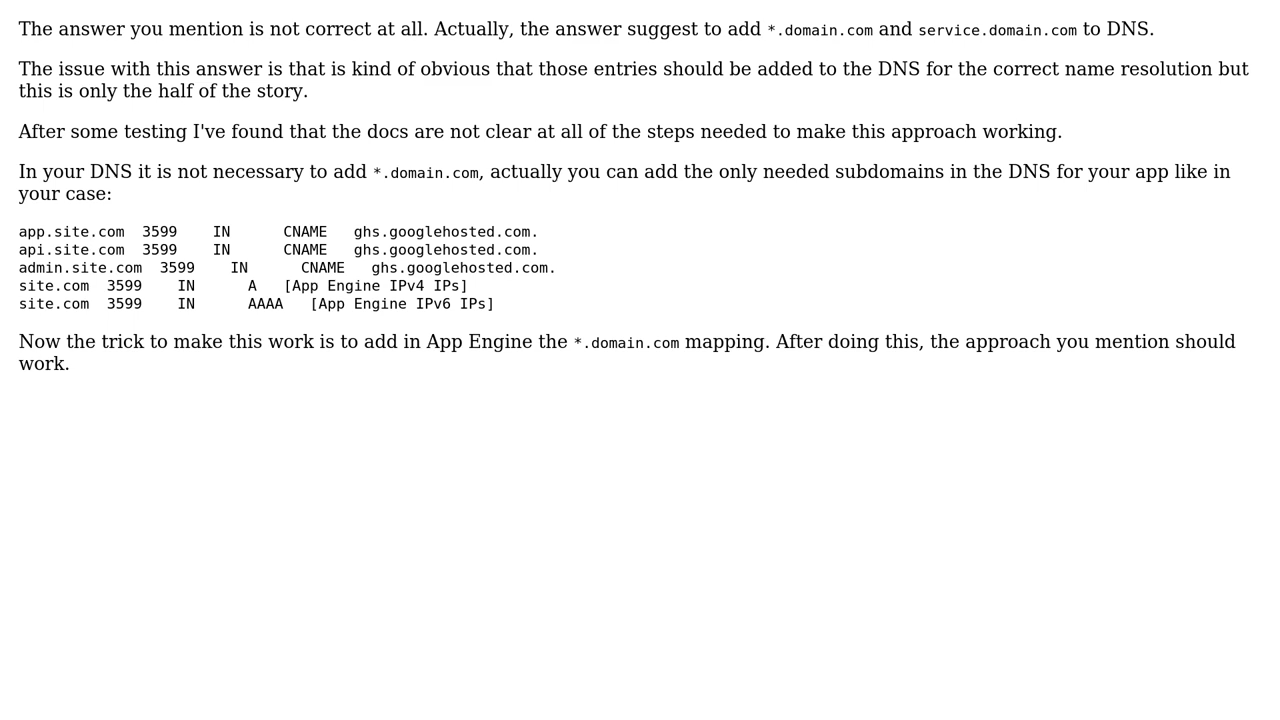 The answer you mention is not correct at all. Actually, the answer suggest to add *.domain.com and service.domain.com to DNS.
The issue with this answer is that is kind of obvious that those entries should be added to the DNS for the correct name resolution but
this is only the half of the story.
After some testing I've found that the docs are not clear at all of the steps needed to make this approach working.
In your DNS it is not necessary to add *.domain.com, actually you can add the only needed subdomains in the DNS for your app like in
your case:
app.site.com  3599    IN      CNAME   ghs.googlehosted.com.
api.site.com  3599    IN      CNAME   ghs.googlehosted.com.
admin.site.com  3599    IN      CNAME   ghs.googlehosted.com.
site.com  3599    IN      A   [App Engine IPv4 IPs]
site.com  3599    IN      AAAA   [App Engine IPv6 IPs]
Now the trick to make this work is to add in App Engine the *.domain.com mapping. After doing this, the approach you mention should
work.